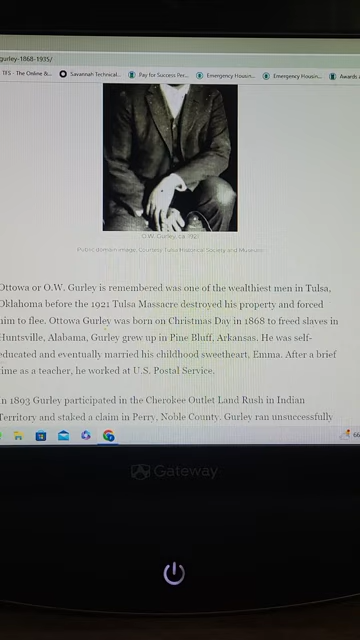 gurley-1868-1935/
TFS - The Online &...
Savannah Technical...
Pay for Success Per...
Emergency Housin...
Emergency Housin...
Awards a
O.W. Gurley, ca. 1921
Public domain image, Courtesy Tulsa Historical Society and Museum
Ottowa or O.W. Gurley is remembered was one of the wealthiest men in Tulsa,
Oklahoma before the 1921 Tulsa Massacre destroyed his property and forced
him to flee. Ottowa Gurley was born on Christmas Day in 1868 to freed slaves in
Huntsville, Alabama, Gurley grew up in Pine Bluff, Arkansas. He was self-
educated and eventually married his childhood sweetheart, Emma. After a brief
time as a teacher, he worked at U.S. Postal Service.
In 1893 Gurley participated in the Cherokee Outlet Land Rush in Indian
Territory and staked a claim in Perry, Noble County. Gurley ran unsuccessfully
66
Gateway